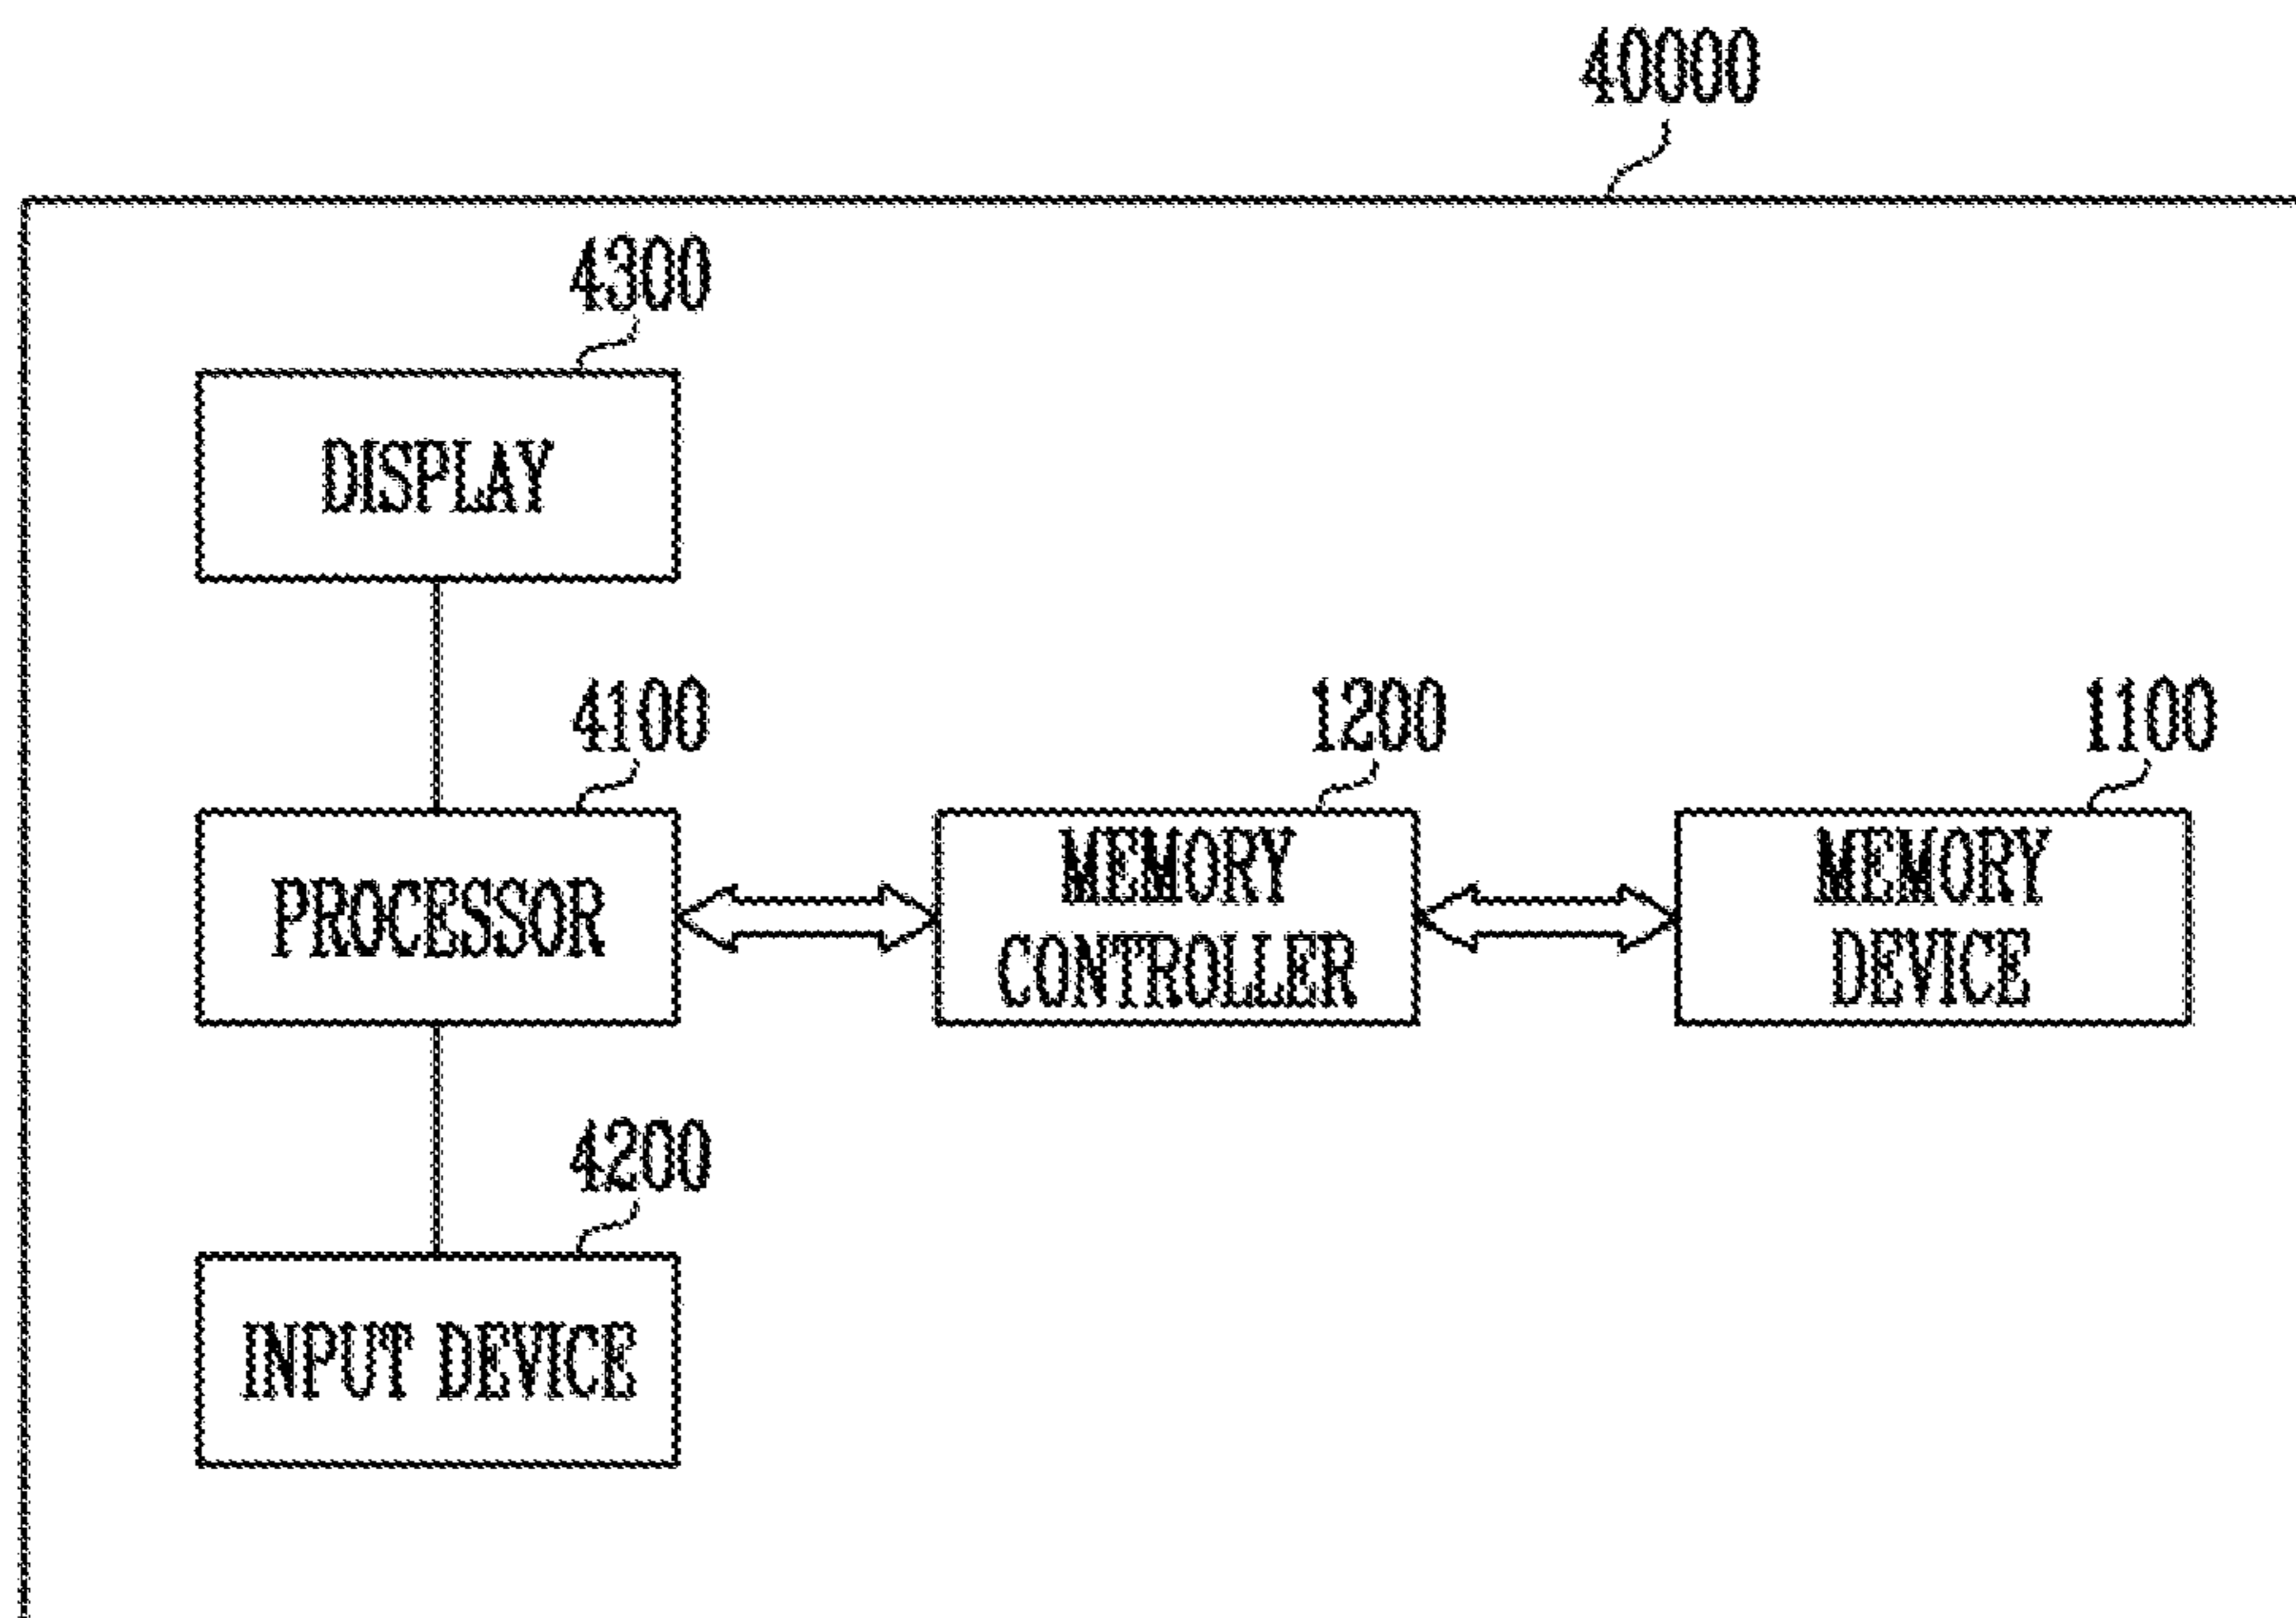 40000
4300
DISPLAY
4100
PROCESSOR
1200
MEMORY
CONTROLLER
1100
MEMORY
DEVICE
4200
INPUT DEVICE